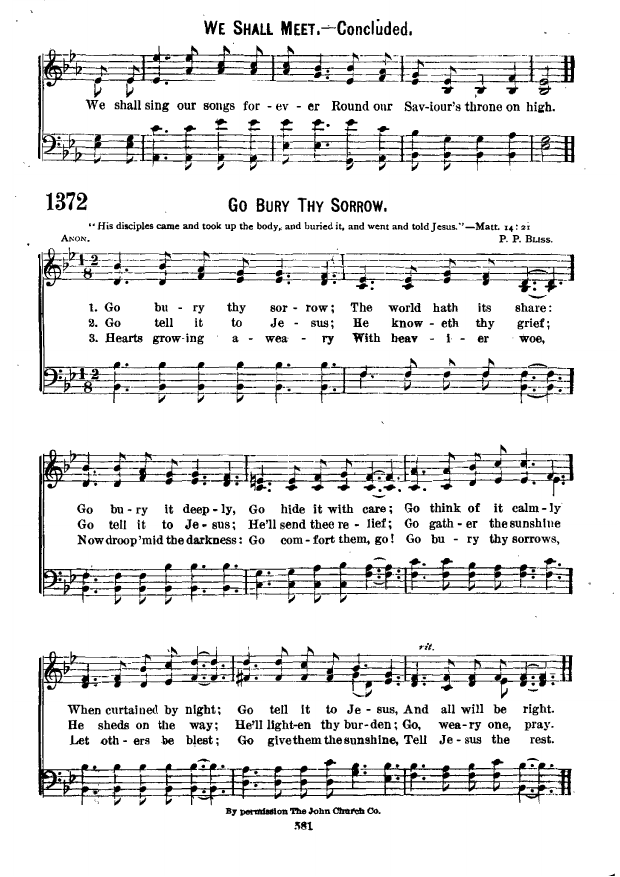 WE SHALL MEET.—Concluded.
We shall sing our songs for - ev - er Round our Sav-iour's throne on high.
1372
GO BURY THY SORROW.
"His disciples came and took up the body, and buried it, and went and told Jesus."—Matt. 14:21
ANON. P. P. BLISS.
12
8
1. Go bu - ry thy sor - row; The world hath its share:
2. Go tell it to Je - sus; He know - eth thy grief;
3. Hearts grow-ing a - wea - ry With heav - i - er woe,
12
8
Go bu - ry it deep-ly, Go hide it with care; Go think of it calm-ly
Go tell it to Je-sus; He'll send thee re - lief; Go gath - er the sunshine
Now droop 'mid the darkness: Go com-fort them, go! Go bu - ry thy sorrows,
rit.
When curtained by night; Go tell it to Je-sus, And all will be right.
He sheds on the way; He'll light-en thy bur-den; Go, wea-ry one, pray.
Let oth-ers be blest; Go give them the sunshine, Tell Je-sus the rest.
By permission The John Church Co.
581